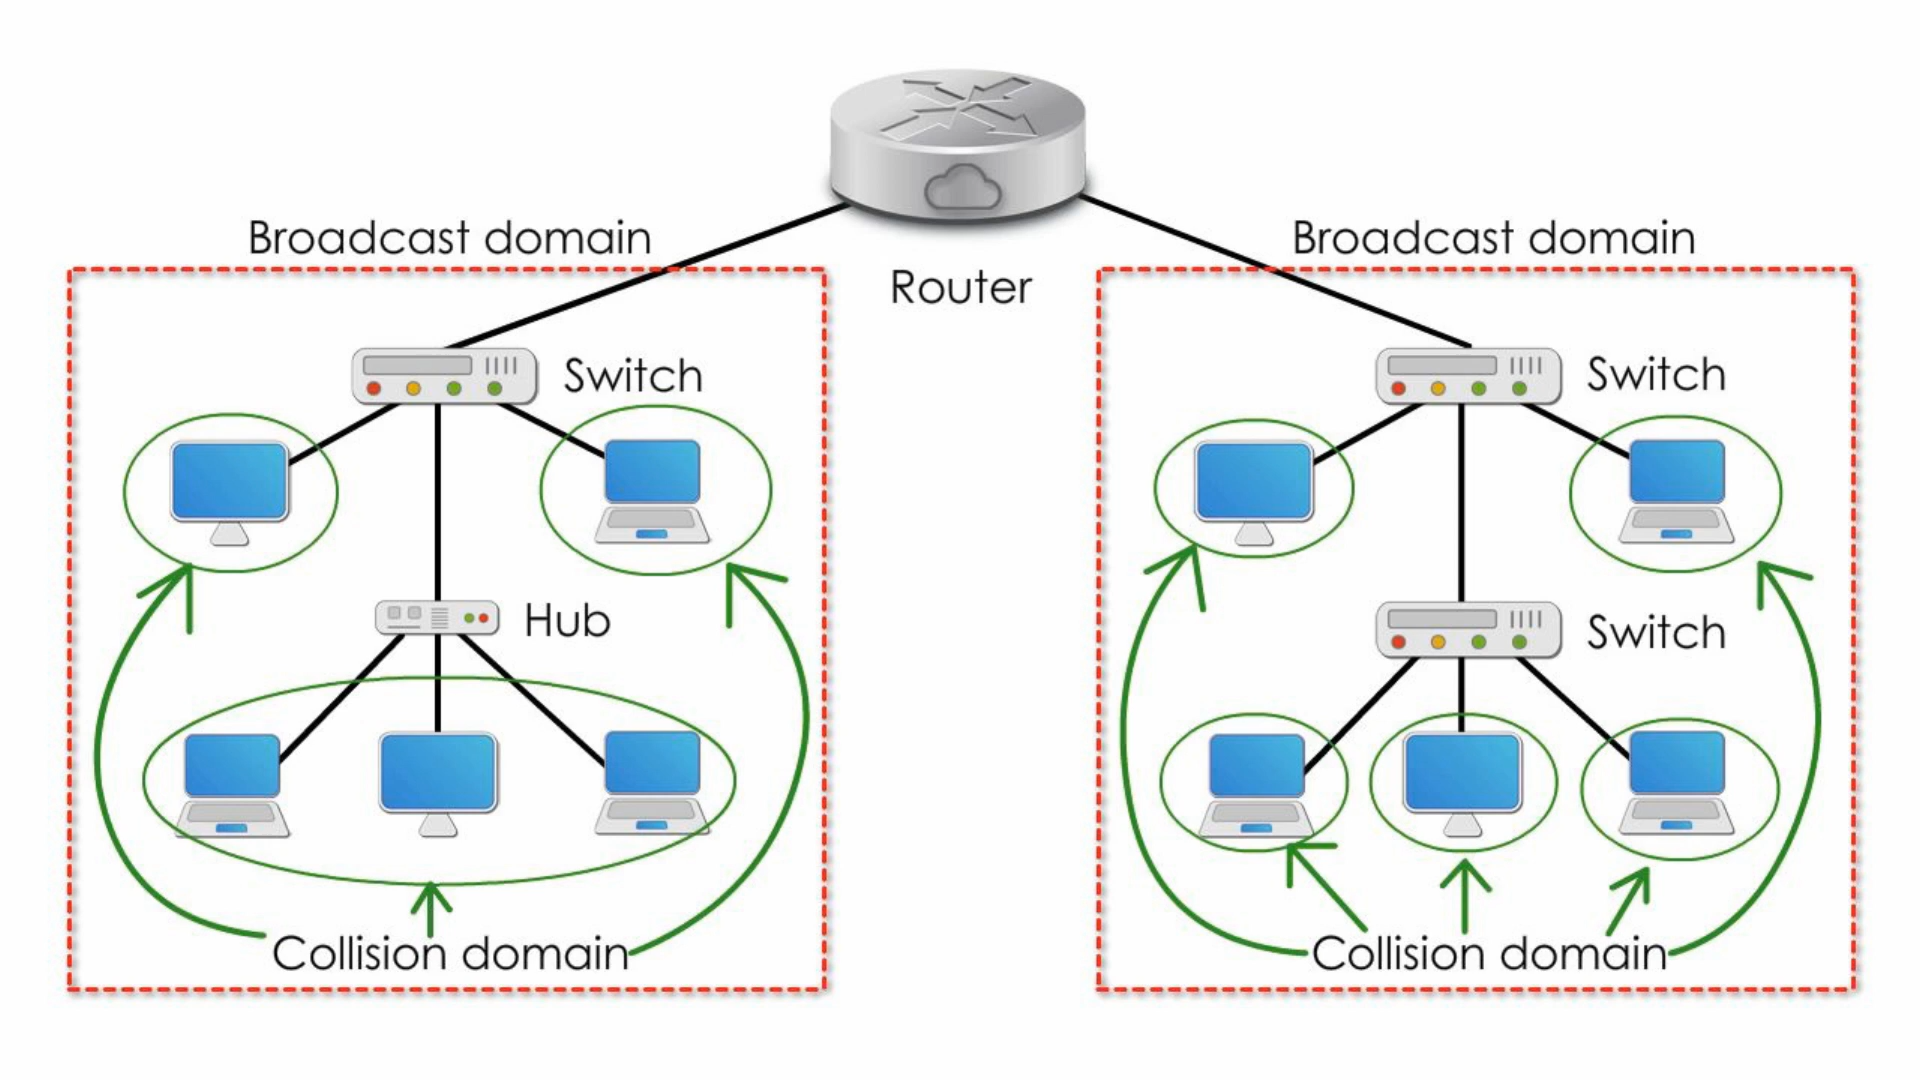 Broadcast domain
Broadcast domain
Router
Switch
Switch
Hub
Switch
Collision domain
Collision domain